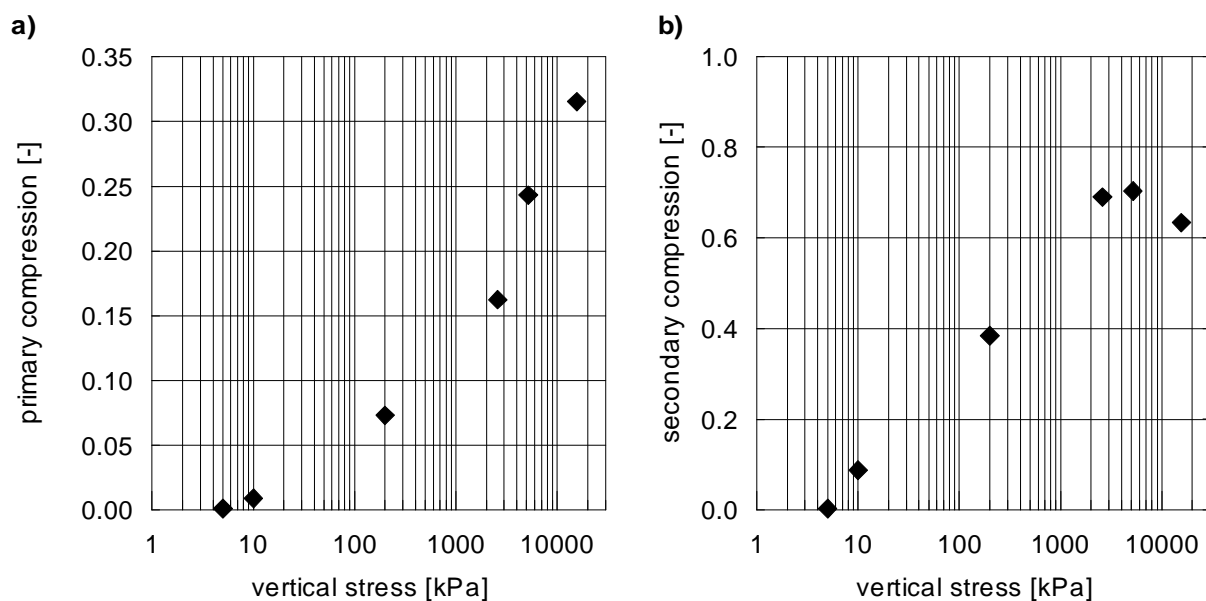 a)
primary compression [-]
0.35
0.30
0.25
0.20
0.15
0.10
0.05
0.00
1 10 100 1000 10000
vertical stress [kPa]
b)
secondary compression [-]
1.0
0.8
0.6
0.4
0.2
0.0
1 10 100 1000 10000
vertical stress [kPa]